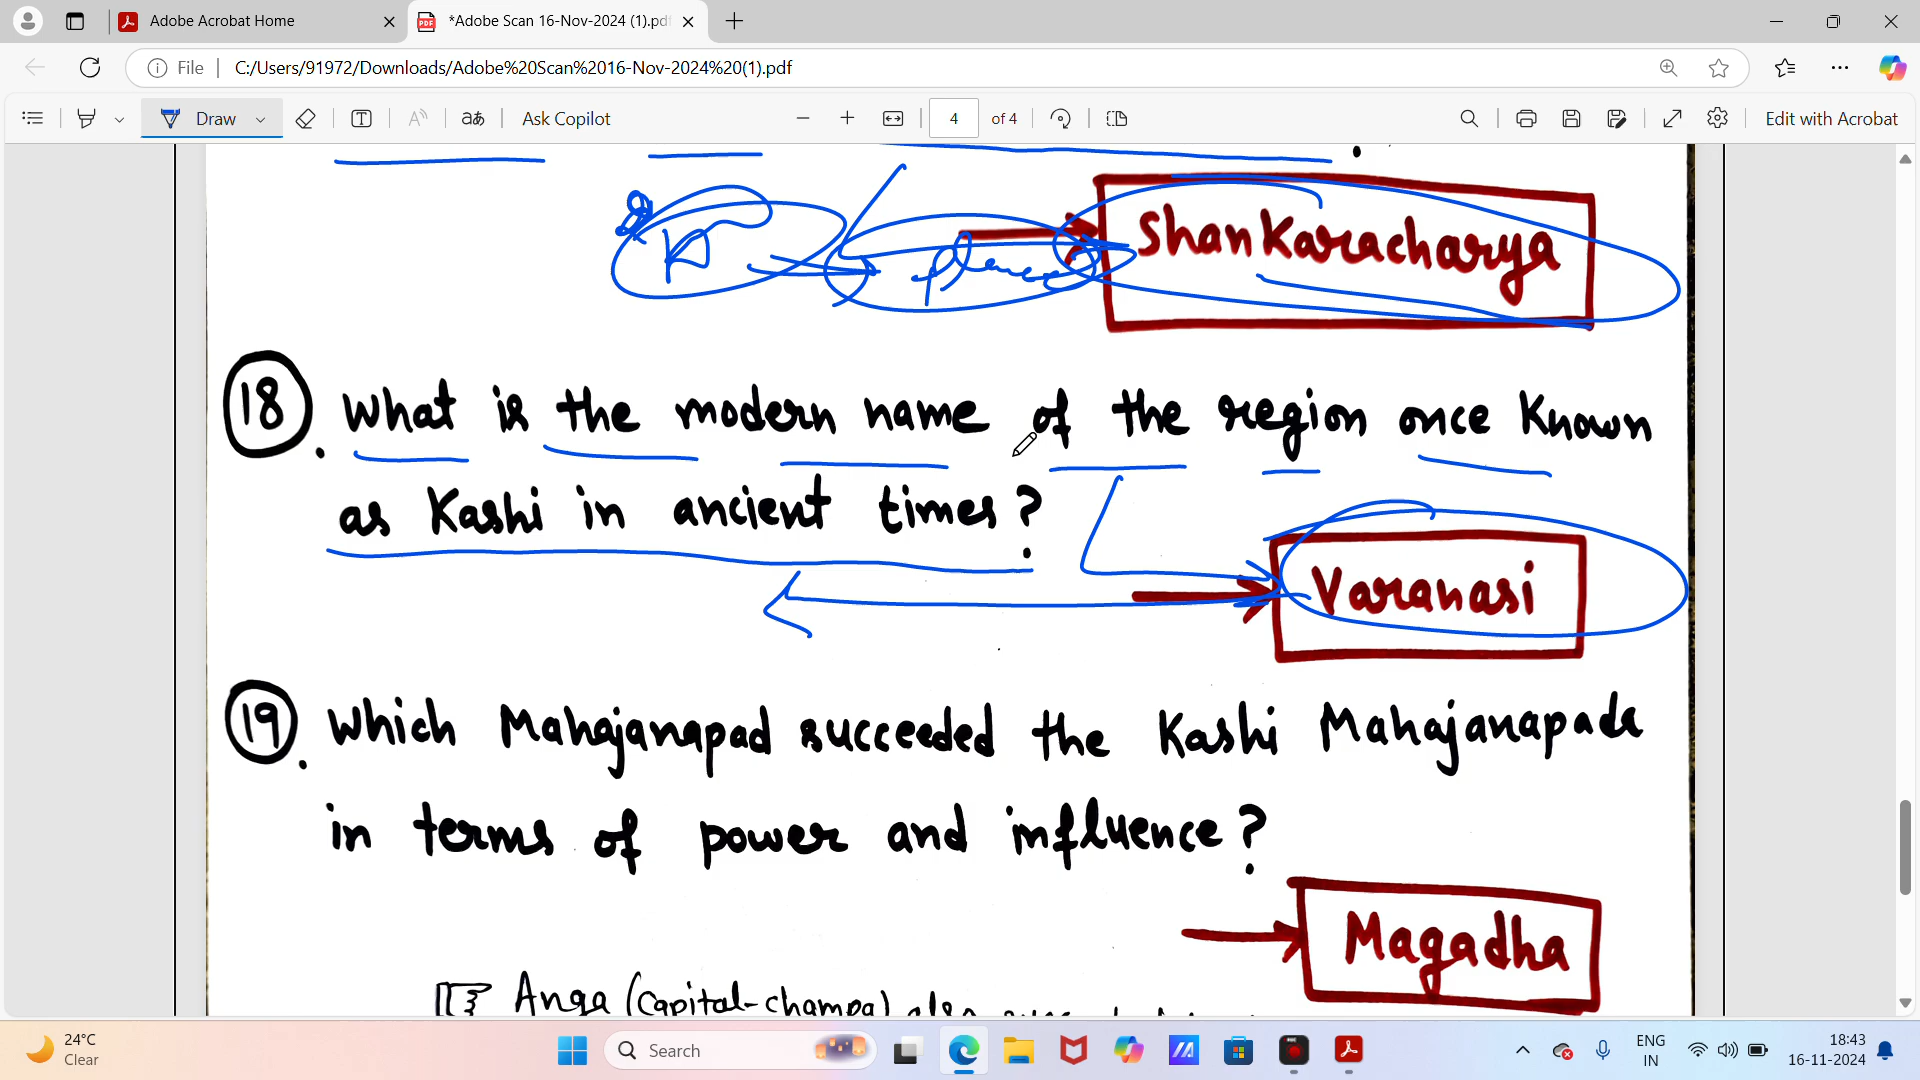 Adobe Acrobat Home
*Adobe Scan 16-Nov-2024 (1).pdf
File
C:/Users/91972/Downloads/Adobe%20Scan%2016-Nov-2024%20(1).pdf
Draw
Ask Copilot
4 of 4
Edit with Acrobat
Shankaracharya
18. What is the modern name of the region once known
as Kashi in ancient times?
Varanasi
19. Which Mahajanapad succeeded the Kashi Mahajanapada
in terms of power and influence?
Magadha
Anga (capital-champa) also
24°C
Clear
Search
ENG
IN
18:43
16-11-2024